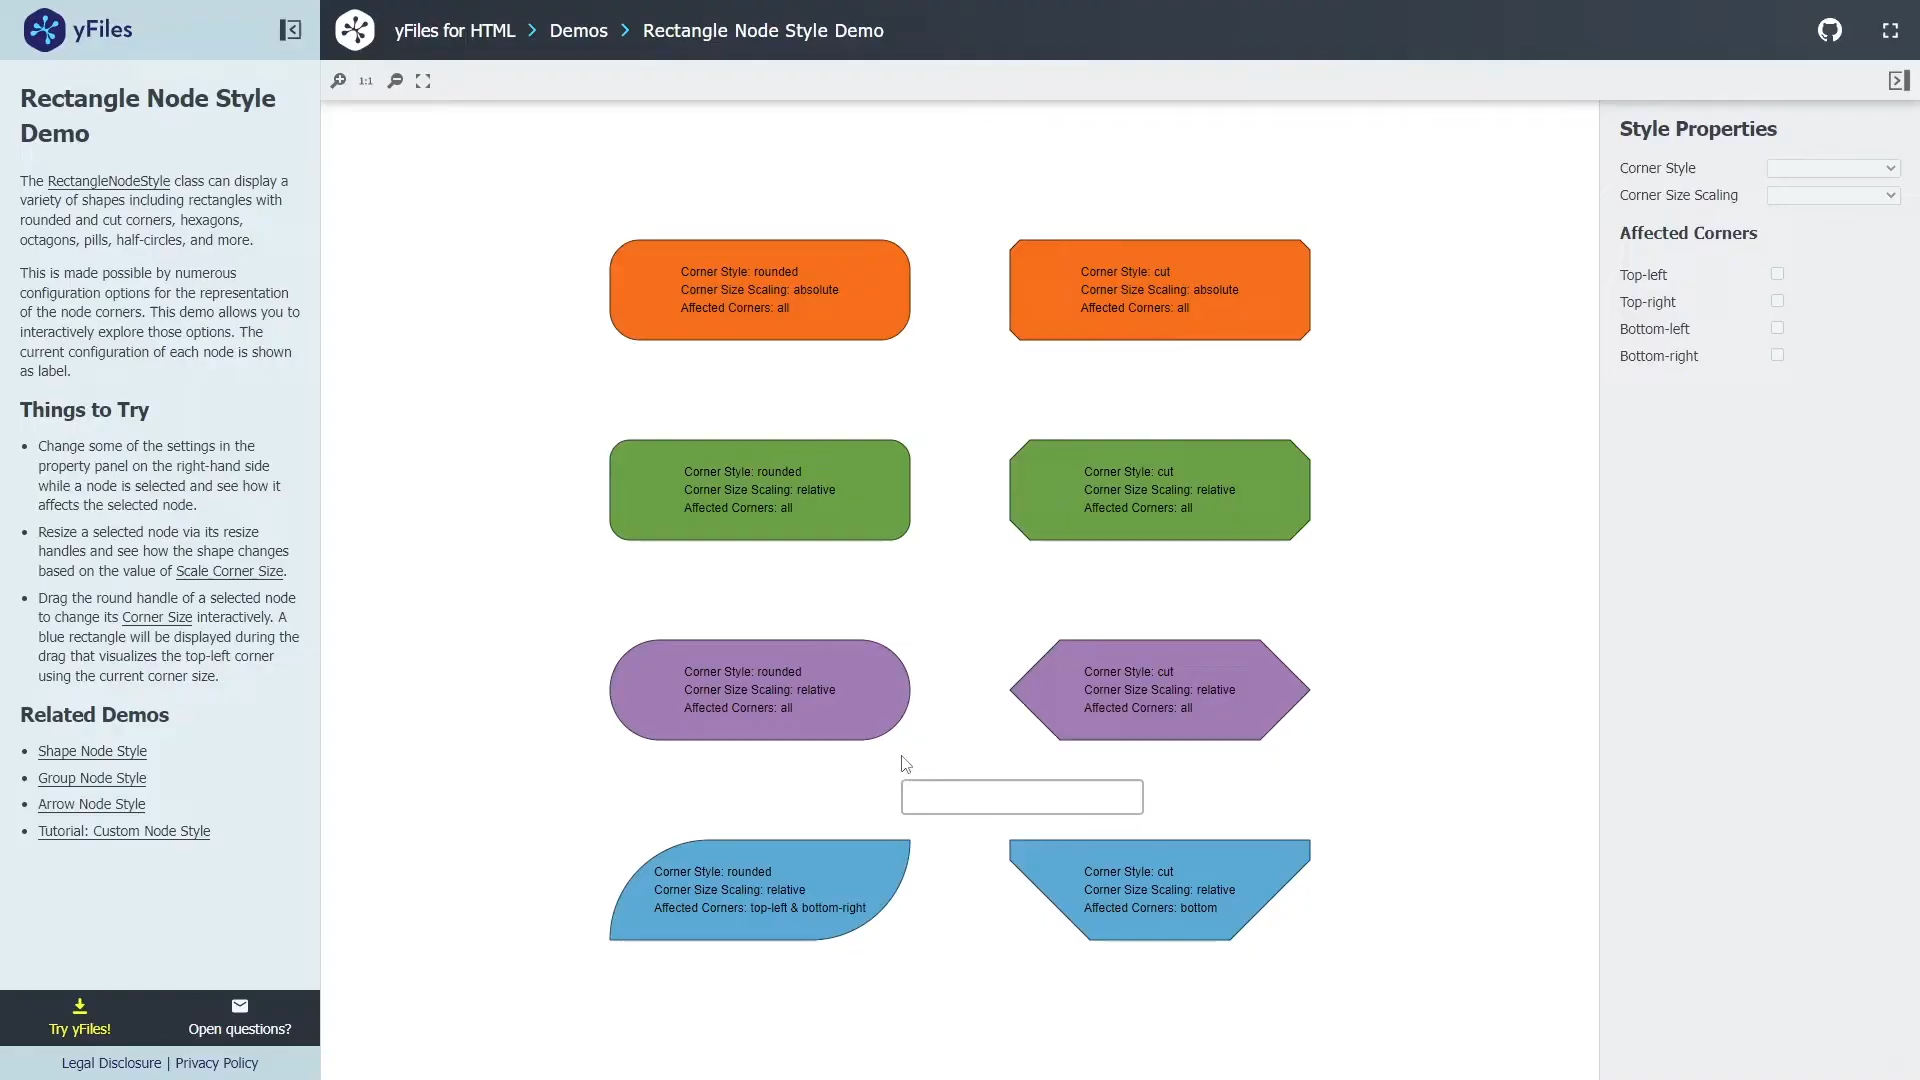 yFiles
yFiles for HTML
Demos
Rectangle Node Style Demo
1:1
Rectangle Node Style
Demo
The RectangleNodeStyle class can display a
variety of shapes including rectangles with
rounded and cut corners, hexagons,
octagons, pills, half-circles, and more.
This is made possible by numerous
configuration options for the representation
of the node corners. This demo allows you to
interactively explore those options. The
current configuration of each node is shown
as label.
Things to Try
Change some of the settings in the
property panel on the right-hand side
while a node is selected and see how it
affects the selected node.
Resize a selected node via its resize
handles and see how the shape changes
based on the value of Scale Corner Size.
Drag the round handle of a selected node
to change its Corner Size interactively. A
blue rectangle will be displayed during the
drag that visualizes the top-left corner
using the current corner size.
Related Demos
Shape Node Style
Group Node Style
Arrow Node Style
Tutorial: Custom Node Style
Try yFiles!
Open questions?
Legal Disclosure | Privacy Policy
Corner Style: rounded
Corner Size Scaling: absolute
Affected Corners: all
Corner Style: cut
Corner Size Scaling: absolute
Affected Corners: all
Corner Style: rounded
Corner Size Scaling: relative
Affected Corners: all
Corner Style: cut
Corner Size Scaling: relative
Affected Corners: all
Corner Style: rounded
Corner Size Scaling: relative
Affected Corners: all
Corner Style: cut
Corner Size Scaling: relative
Affected Corners: all
Corner Style: rounded
Corner Size Scaling: relative
Affected Corners: top-left & bottom-right
Corner Style: cut
Corner Size Scaling: relative
Affected Corners: bottom
Style Properties
Corner Style
Corner Size Scaling
Affected Corners
Top-left
Top-right
Bottom-left
Bottom-right